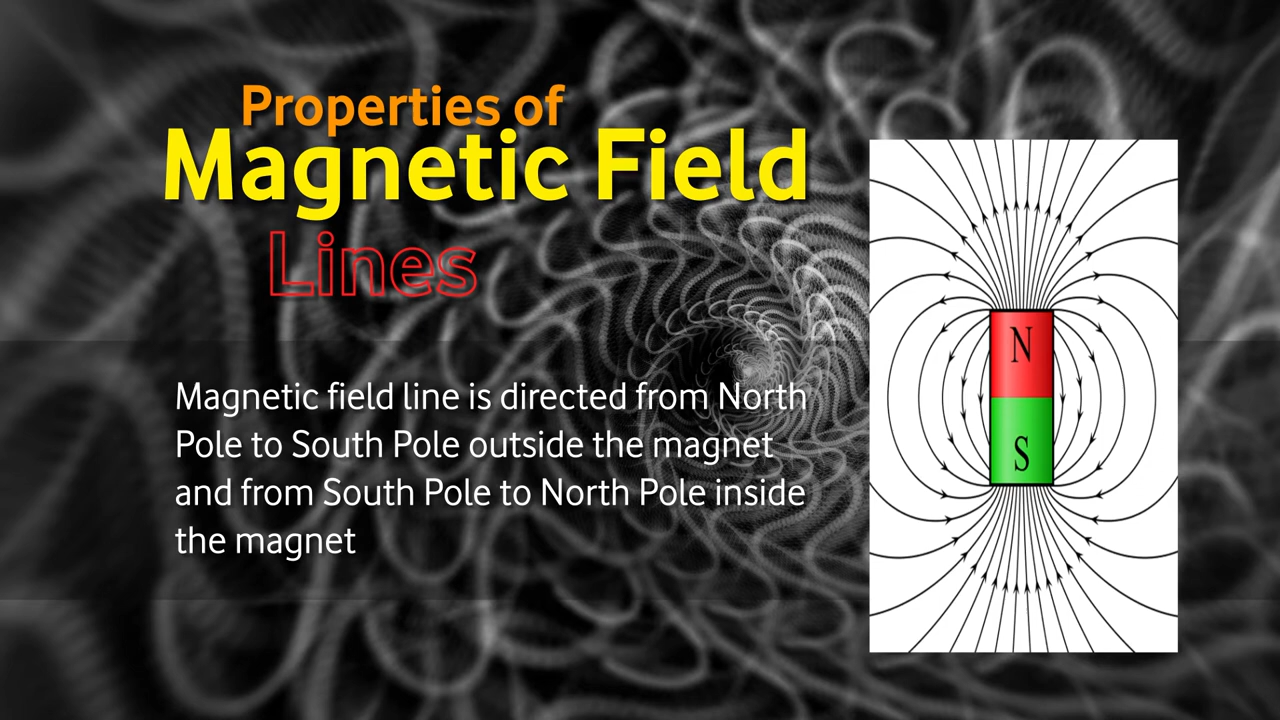 Properties of
Magnetic Field
Lines
Magnetic field line is directed from North
Pole to South Pole outside the magnet
and from South Pole to North Pole inside
the magnet
N
S